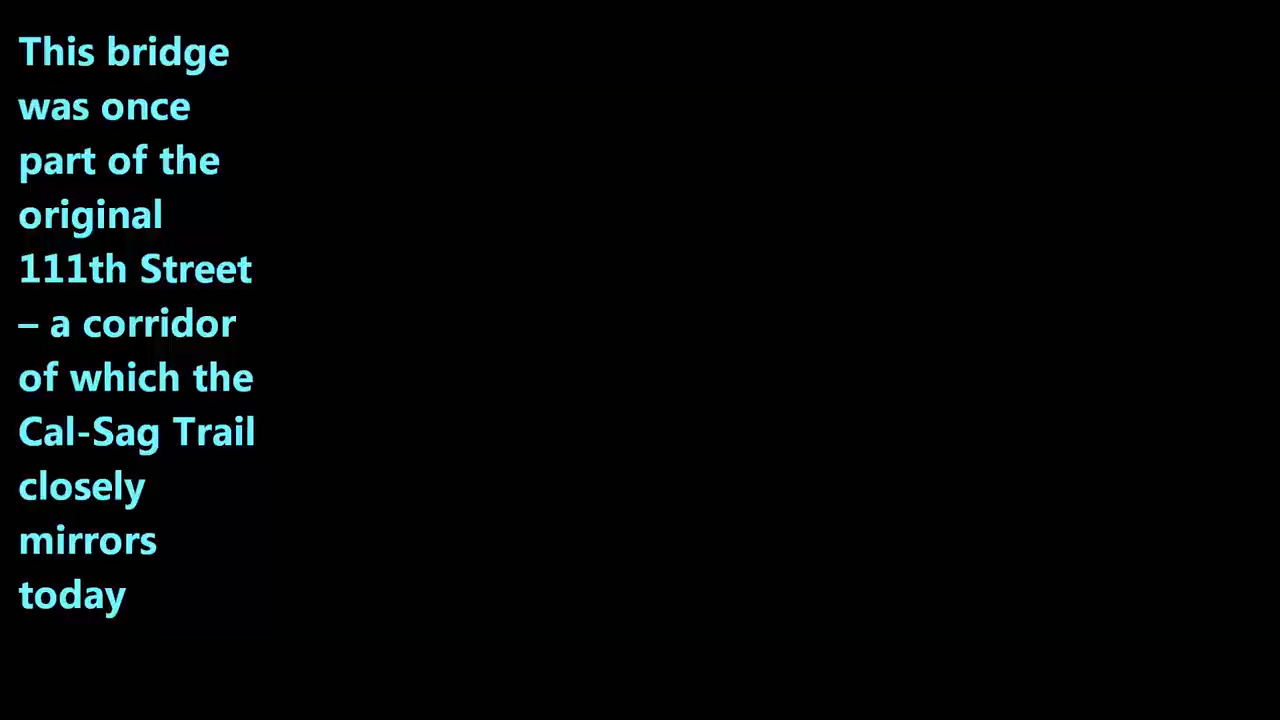 This bridge
was once
part of the
original
111th Street
– a corridor
of which the
Cal-Sag Trail
closely
mirrors
today